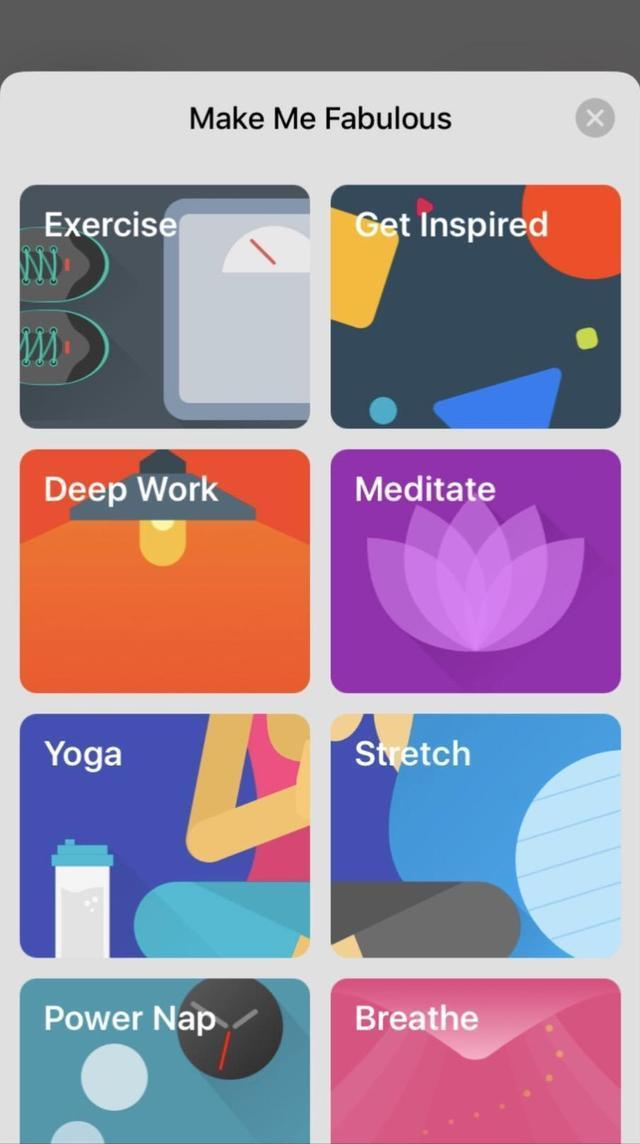 Make Me Fabulous
Exercise
Get Inspired
Deep Work
Meditate
Yoga
Stretch
Power Nap
Breathe